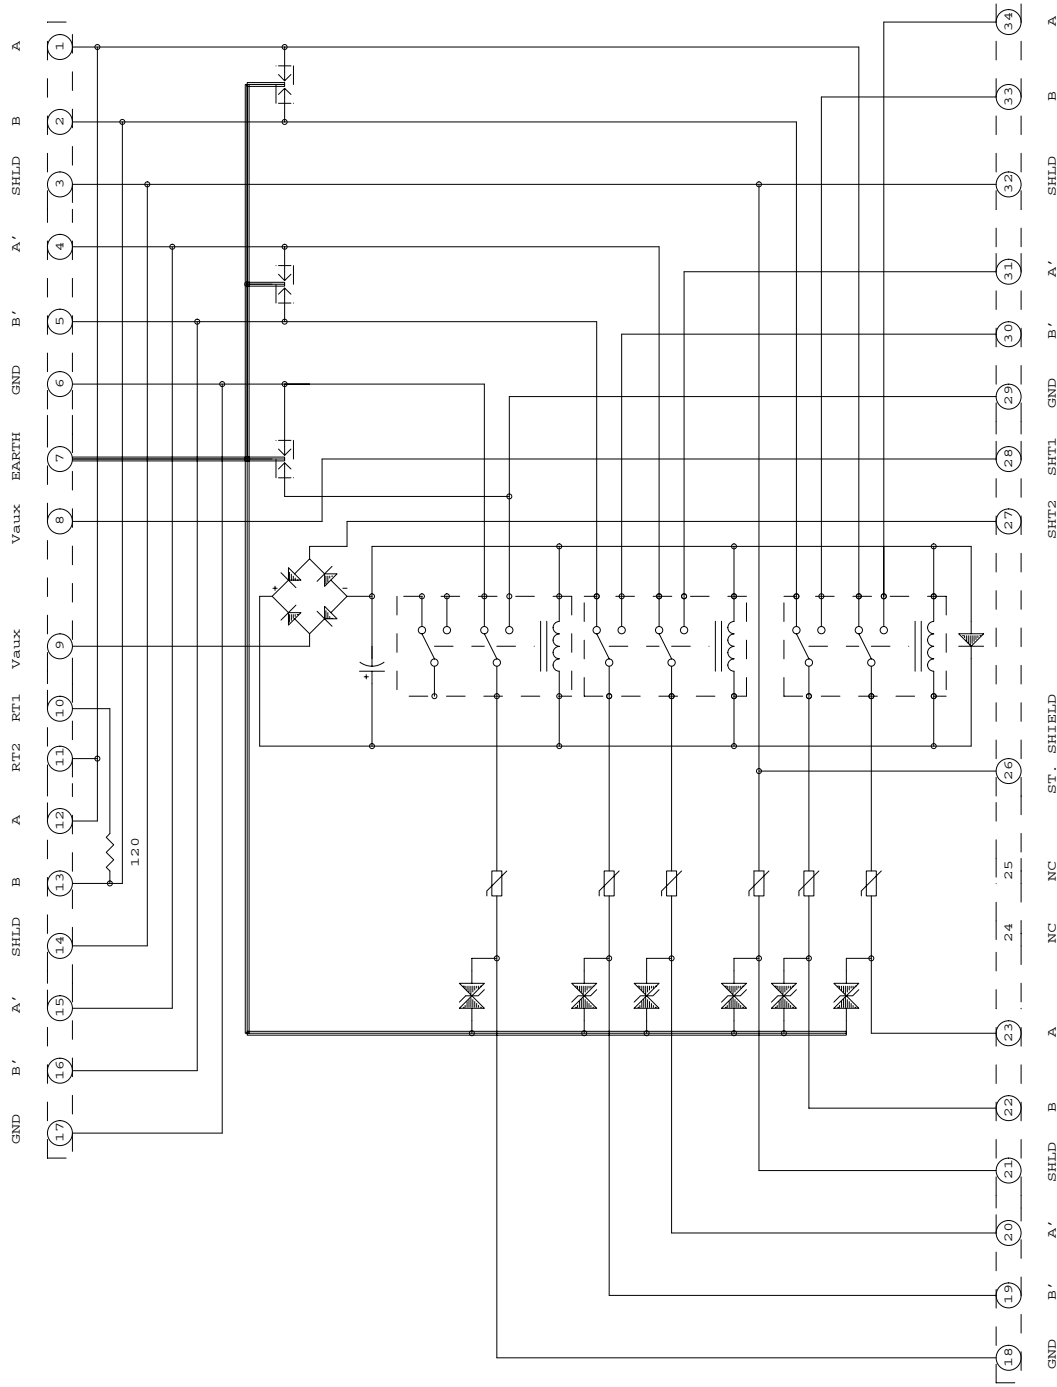 A 1
B 2
SHLD 3
A' 4
B' 5
GND 6
EARTH 7
Vaux 8
Vaux 9
RT1 10
RT2 11
A 12
B 13
SHLD 14
A' 15
B' 16
GND 17
120
+ -
+
34 A
33 B
32 SHLD
31 A'
30 B'
29 GND
28 SHT1
27 SHT2
26 ST. SHIELD
25 NC
24 NC
23 A
22 B
21 SHLD
20 A'
19 B'
18 GND